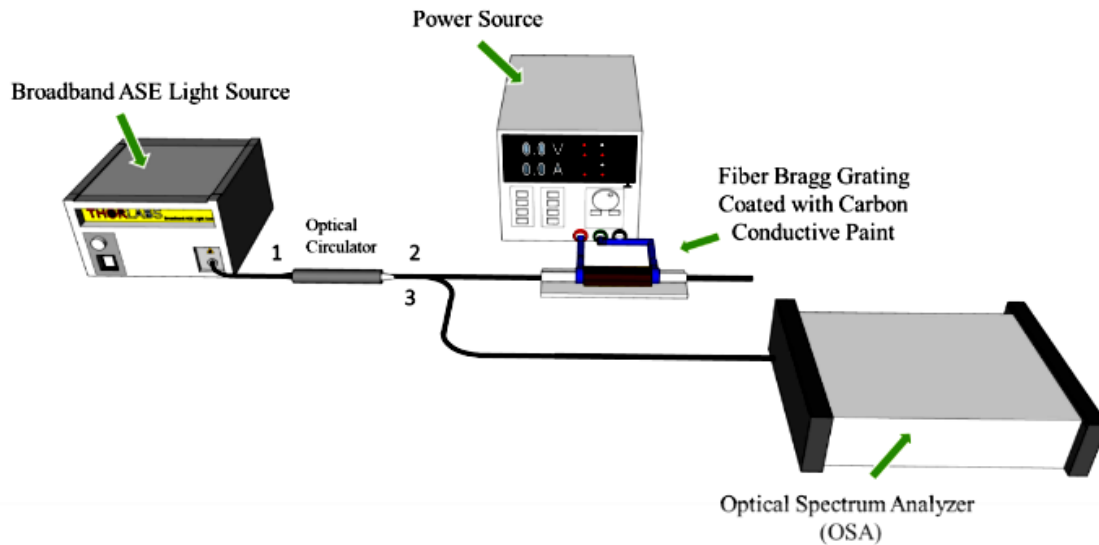 Power Source
Broadband ASE Light Source
0.0 V
0.0 A
THORLABS
Fiber Bragg Grating
Coated with Carbon
Conductive Paint
Optical
Circulator
1
2
3
Optical Spectrum Analyzer
(OSA)